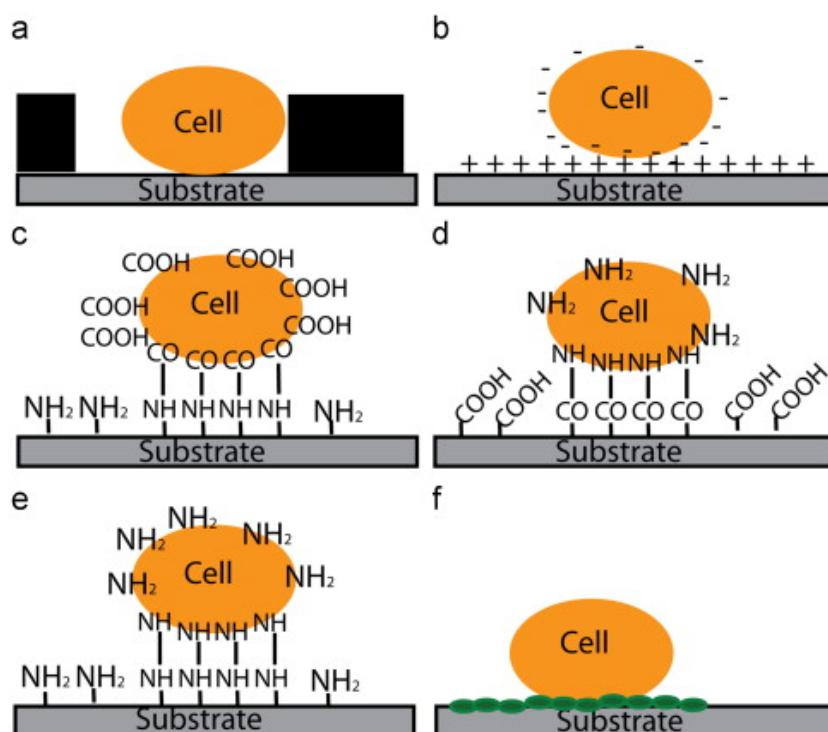 a
Cell
Substrate
b
- - - - - - - - - - - - -
Cell
+ + + + + + + + + + + + + + +
Substrate
c
COOH COOH
COOH Cell COOH
COOH COOH
CO CO CO CO
NH₂ NH₂ NH NH NH NH NH₂
Substrate
d
NH₂ NH₂
NH₂ Cell
NH₂
NH NH NH NH
COOH COOH CO CO CO CO COOH COOH
Substrate
e
NH₂
NH₂ NH₂
NH₂ Cell NH₂
NH NH NH NH
NH₂ NH₂ NH NH NH NH NH₂
Substrate
f
Cell
Substrate